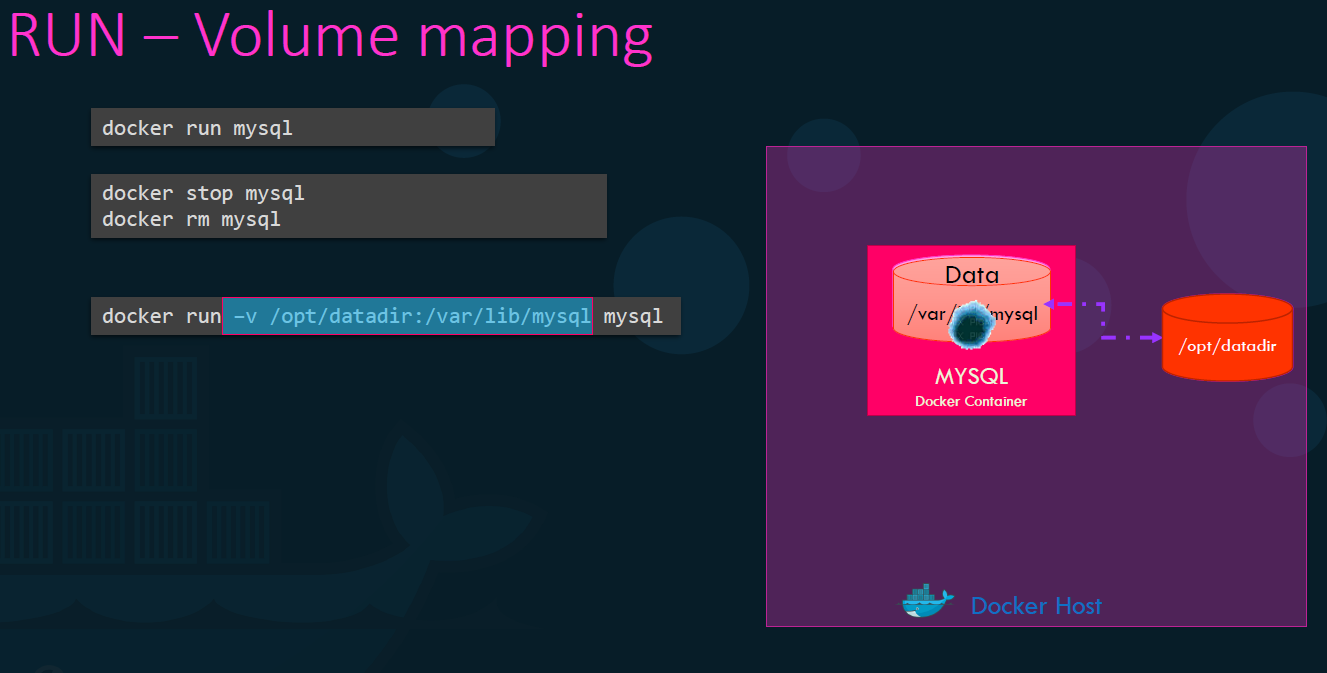 RUN – Volume mapping
docker run mysql
docker stop mysql
docker rm mysql
docker run –v /opt/datadir:/var/lib/mysql mysql
Data
/var/ /mysql
MYSQL
Docker Container
/opt/datadir
Docker Host